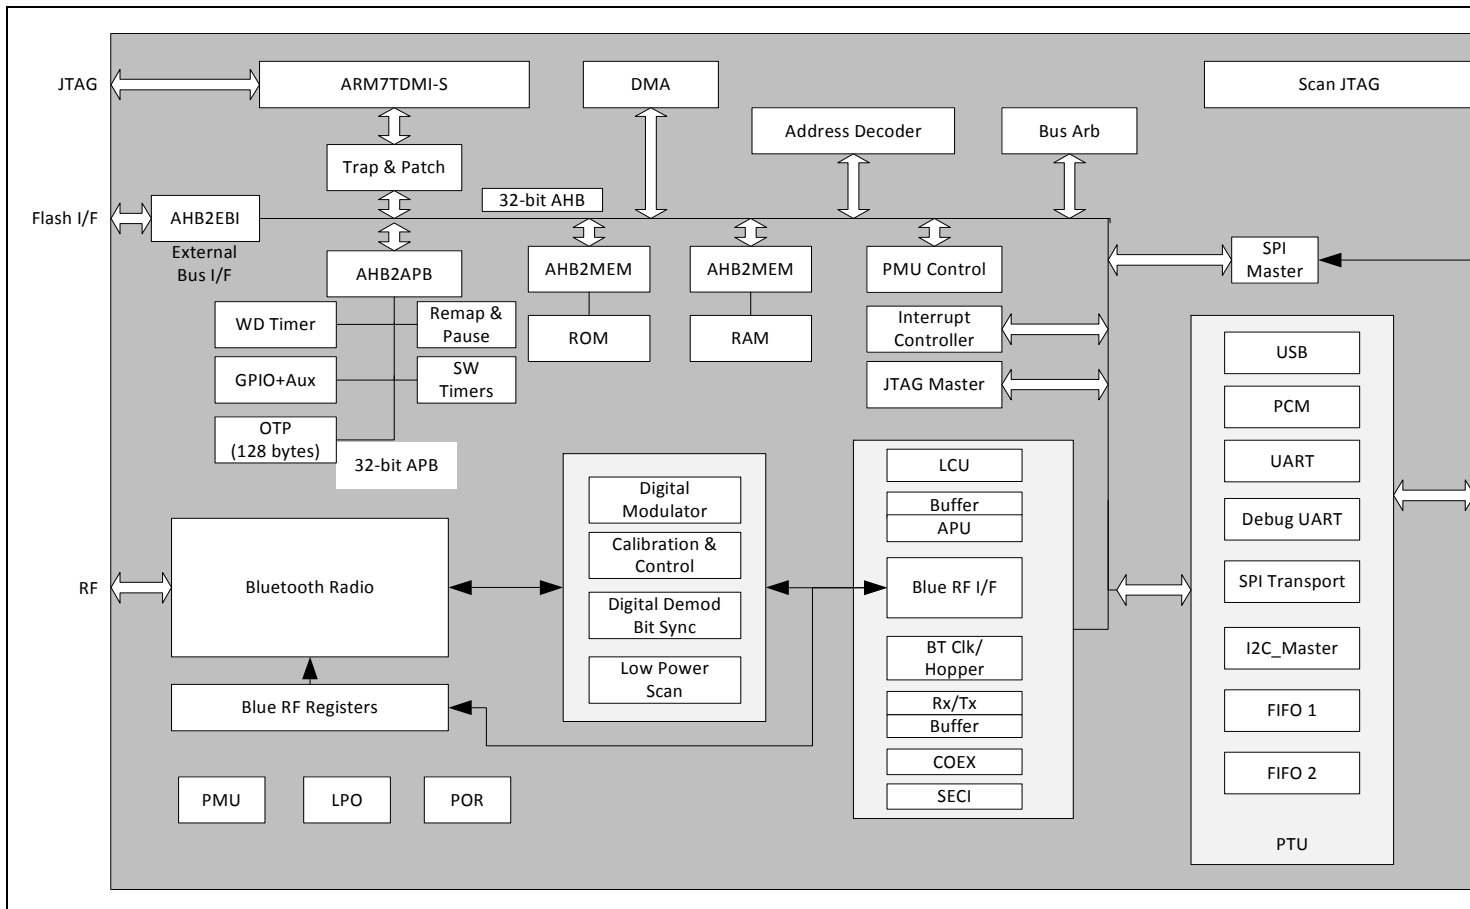 JTAG
ARM7TDMI-S
DMA
Scan JTAG
Address Decoder
Bus Arb
Trap & Patch
32-bit AHB
Flash I/F
AHB2EBI
External
Bus I/F
AHB2APB
AHB2MEM
AHB2MEM
PMU Control
SPI
Master
WD Timer
Remap &
Pause
ROM
RAM
Interrupt
Controller
GPIO+Aux
SW
Timers
JTAG Master
OTP
(128 bytes)
32-bit APB
USB
PCM
UART
Debug UART
SPI Transport
I2C_Master
FIFO 1
FIFO 2
PTU
LCU
Buffer
APU
Blue RF I/F
BT Clk/
Hopper
Rx/Tx
Buffer
COEX
SECI
Digital
Modulator
Calibration &
Control
Digital Demod
Bit Sync
Low Power
Scan
RF
Bluetooth Radio
Blue RF Registers
PMU
LPO
POR